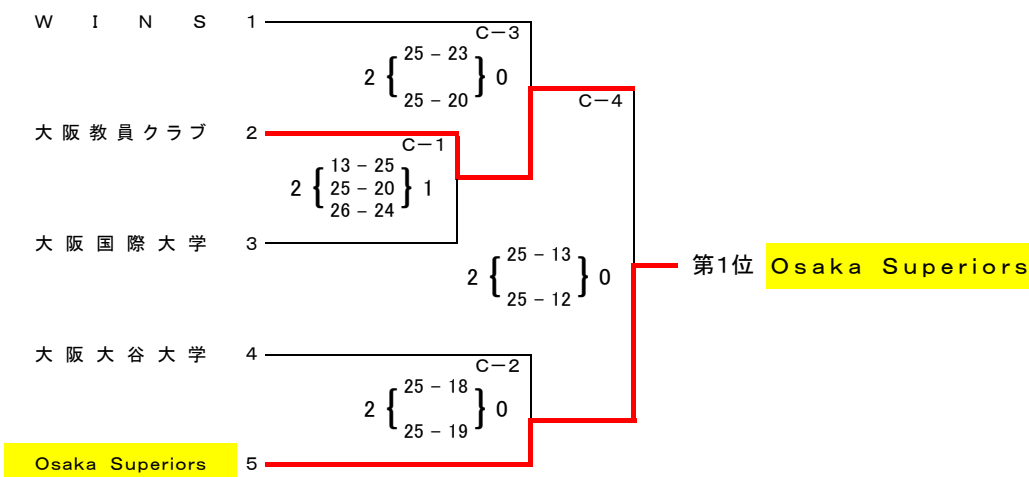 WINS 1
C－3
25 – 23
2 { } 0
25 – 20
C－4
大阪教員クラブ 2
C－1
13 – 25
2 { 25 – 20 } 1
26 – 24
大阪国際大学 3
25 – 13
2 { } 0
25 – 12
第1位 Osaka Superiors
大阪大谷大学 4
C－2
25 – 18
2 { } 0
25 – 19
Osaka Superiors 5